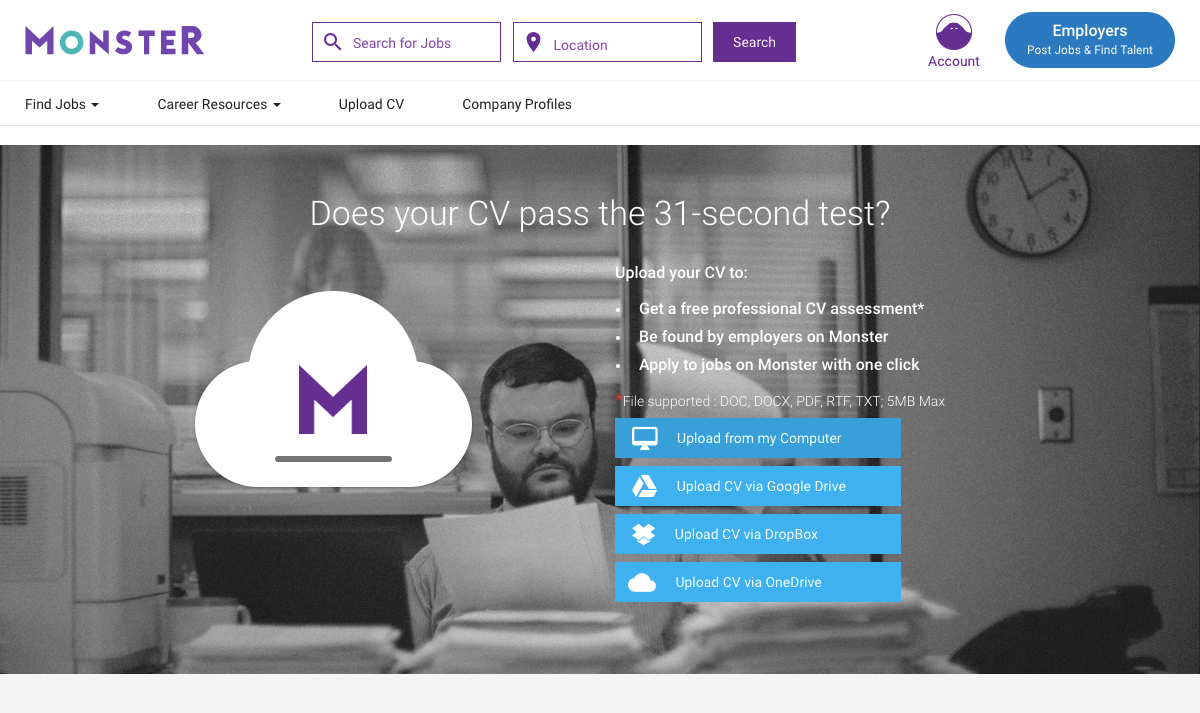 MONSTER
Search for Jobs
Location
Search
Account
Employers
Post Jobs & Find Talent
Find Jobs
Career Resources
Upload CV
Company Profiles
Does your CV pass the 31-second test?
Upload your CV to:
• Get a free professional CV assessment*
• Be found by employers on Monster
• Apply to jobs on Monster with one click
*File supported : DOC, DOCX, PDF, RTF, TXT; 5MB Max
M
Upload from my Computer
Upload CV via Google Drive
Upload CV via DropBox
Upload CV via OneDrive